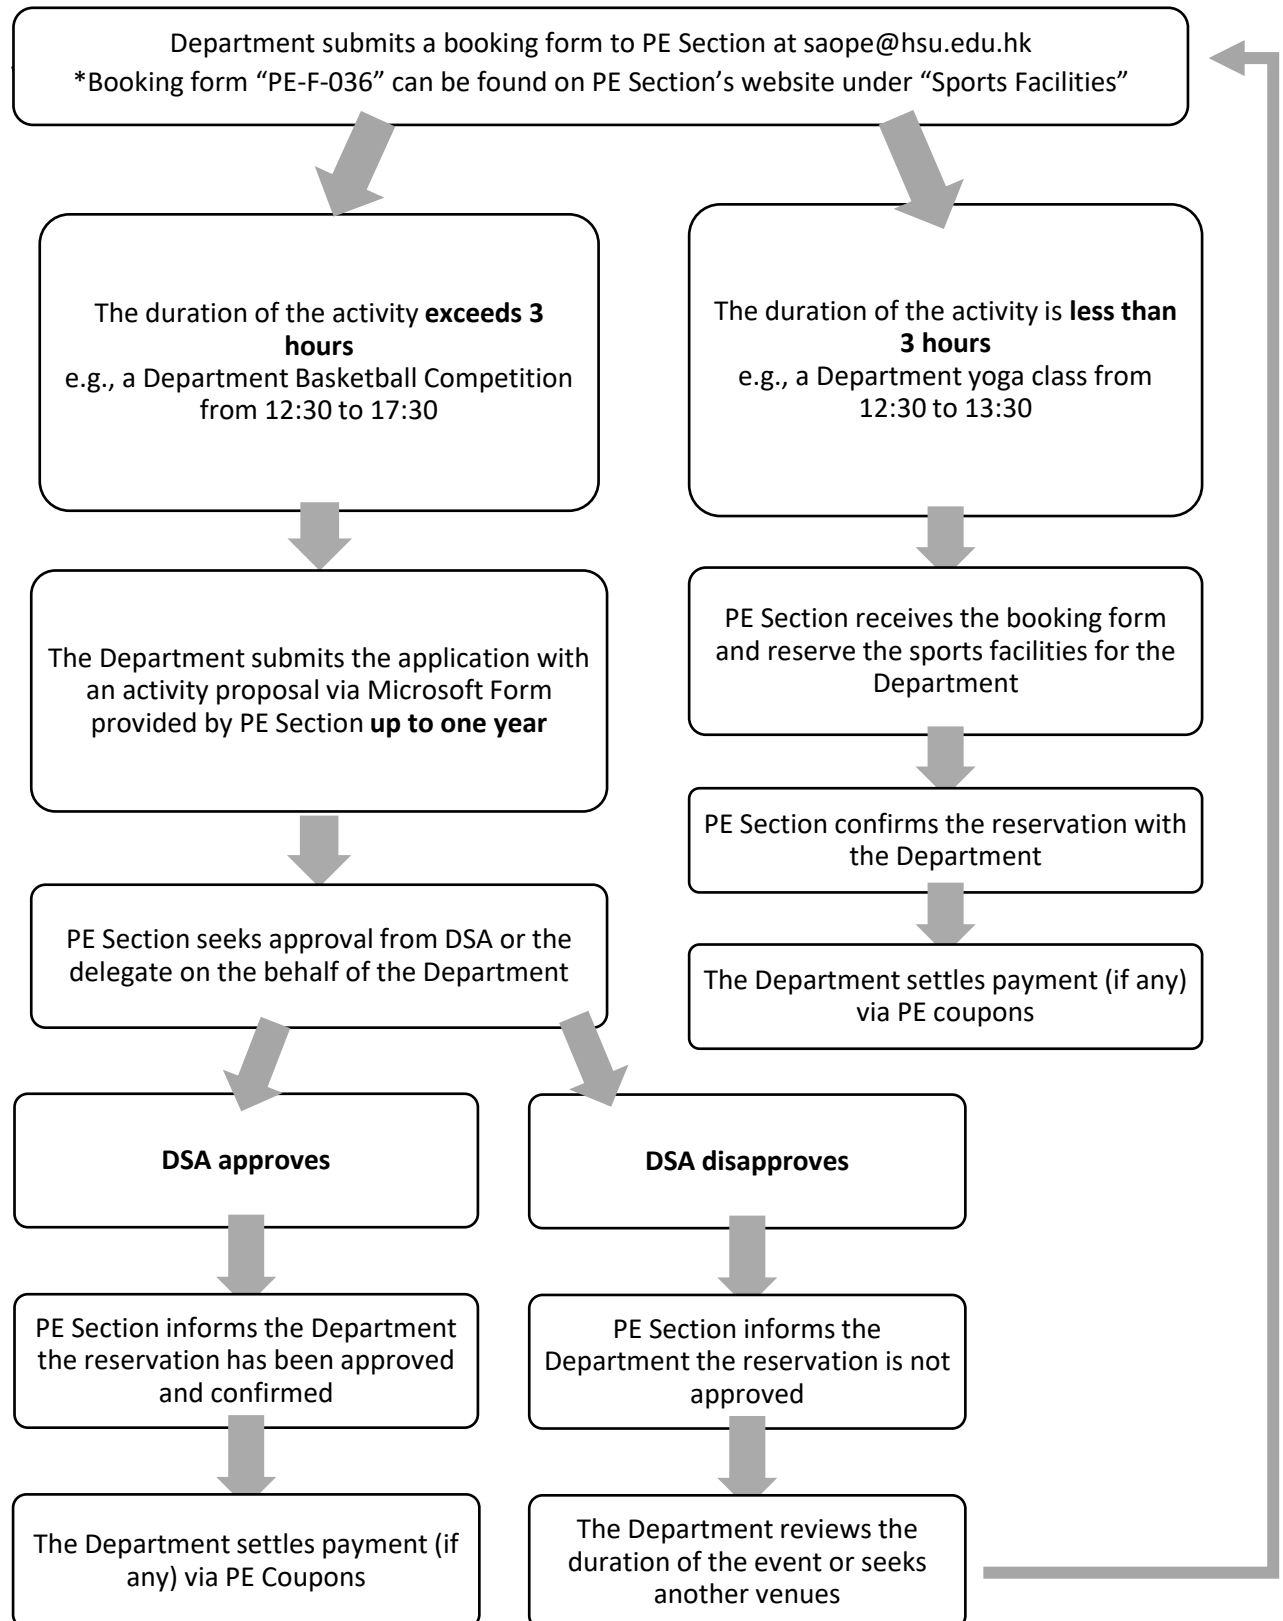 Department submits a booking form to PE Section at saope@hsu.edu.hk
*Booking form “PE-F-036” can be found on PE Section’s website under “Sports Facilities”
The duration of the activity exceeds 3
hours
e.g., a Department Basketball Competition
from 12:30 to 17:30
The duration of the activity is less than
3 hours
e.g., a Department yoga class from
12:30 to 13:30
The Department submits the application with
an activity proposal via Microsoft Form
provided by PE Section up to one year
PE Section receives the booking form
and reserve the sports facilities for the
Department
PE Section confirms the reservation with
the Department
PE Section seeks approval from DSA or the
delegate on the behalf of the Department
The Department settles payment (if any)
via PE coupons
DSA approves
DSA disapproves
PE Section informs the Department
the reservation has been approved
and confirmed
PE Section informs the
Department the reservation is not
approved
The Department settles payment (if
any) via PE Coupons
The Department reviews the
duration of the event or seeks
another venues